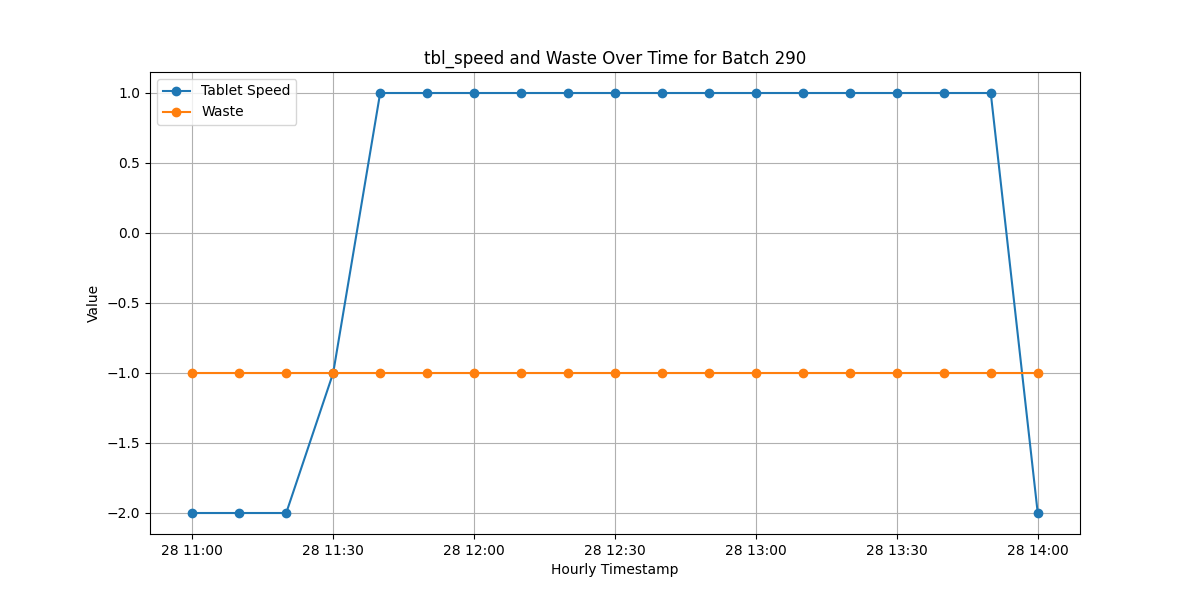 tbl_speed and Waste Over Time for Batch 290
Tablet Speed
Waste
1.0
0.5
0.0
−0.5
−1.0
−1.5
−2.0
Value
28 11:00 28 11:30 28 12:00 28 12:30 28 13:00 28 13:30 28 14:00
Hourly Timestamp